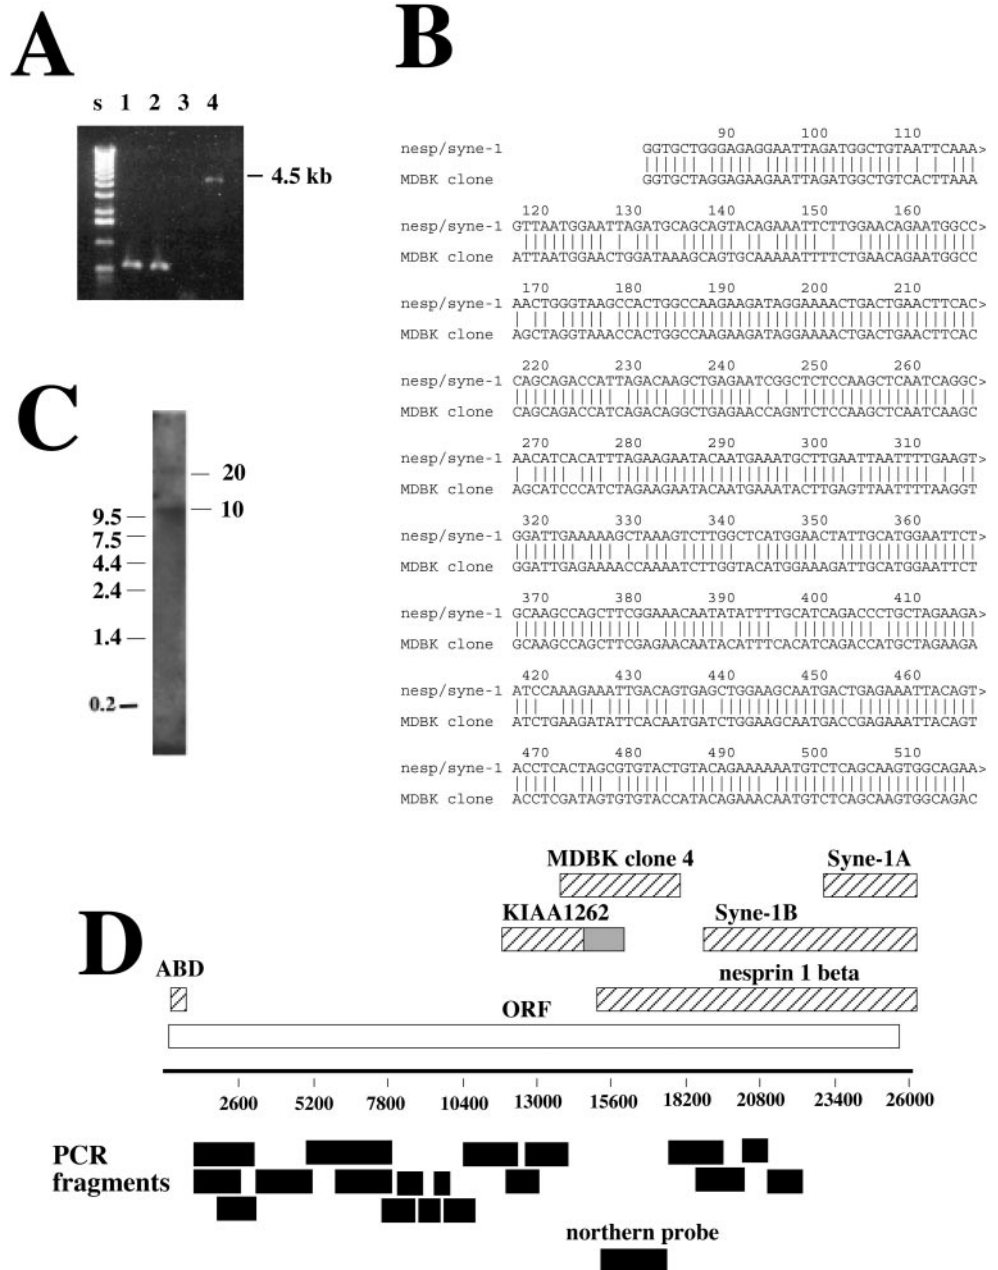 A
s 1 2 3 4
4.5 kb
B
90 100 110
nesp/syne-1 GGTGCTGGGAGAGGAATTAGATGGCTGTAATTCAAA>
MDBK clone GGTGCTAGGAGAAGAATTAGATGGCTGTCACTTAAA
120 130 140 150 160
nesp/syne-1 GTTAATGGAATTAGATGCAGCAGTACAGAAATTCTTGGAACAGAATGGCC>
MDBK clone ATTAATGGAACTGGATAAAGCAGTGCAAAAATTTTCTGAACAGAATGGCC
170 180 190 200 210
nesp/syne-1 AACTGGGTAAGCCACTGGCCAAGAAGATAGGAAAACTGACTGAACTTCAC>
MDBK clone AGCTAGGTAAACCACTGGCCAAGAAGATAGGAAAACTGACTGAACTTCAC
220 230 240 250 260
nesp/syne-1 CAGCAGACCATTAGACAAGCTGAGAATCGGCTCTCCAAGCTCAATCAGGC>
MDBK clone CAGCAGACCATCAGACAGGCTGAGAACCAGNTCTCCAAGCTCAATCAAGC
270 280 290 300 310
nesp/syne-1 AACATCACATTTAGAAGAATACAATGAAATGCTTGAATTAATTTTGAAGT>
MDBK clone AGCATCCCATCTAGAAGAATACAATGAAATACTTGAGTTAATTTTAAGGT
320 330 340 350 360
nesp/syne-1 GGATTGAAAAAGCTAAAGTCTTGGCTCATGGAACTATTGCATGGAATTCT>
MDBK clone GGATTGAGAAAACCAAAATCTTGGTACATGGAAAGATTGCATGGAATTCT
370 380 390 400 410
nesp/syne-1 GCAAGCCAGCTTCGGAAACAATATATTTTGCATCAGACCCTGCTAGAAGA>
MDBK clone GCAAGCCAGCTTCGAGAACAATACATTTCACATCAGACCATGCTAGAAGA
420 430 440 450 460
nesp/syne-1 ATCCAAAGAAATTGACAGTGAGCTGGAAGCAATGACTGAGAAATTACAGT>
MDBK clone ATCTGAAGATATTCACAATGATCTGGAAGCAATGACCGAGAAATTACAGT
470 480 490 500 510
nesp/syne-1 ACCTCACTAGCGTGTACTGTACAGAAAAAATGTCTCAGCAAGTGGCAGAA>
MDBK clone ACCTCGATAGTGTGTACCATACAGAAACAATGTCTCAGCAAGTGGCAGAC
C
20
10
9.5
7.5
4.4
2.4
1.4
0.2
D
MDBK clone 4 Syne-1A
KIAA1262 Syne-1B
ABD nesprin 1 beta
ORF
2600 5200 7800 10400 13000 15600 18200 20800 23400 26000
PCR
fragments
northern probe